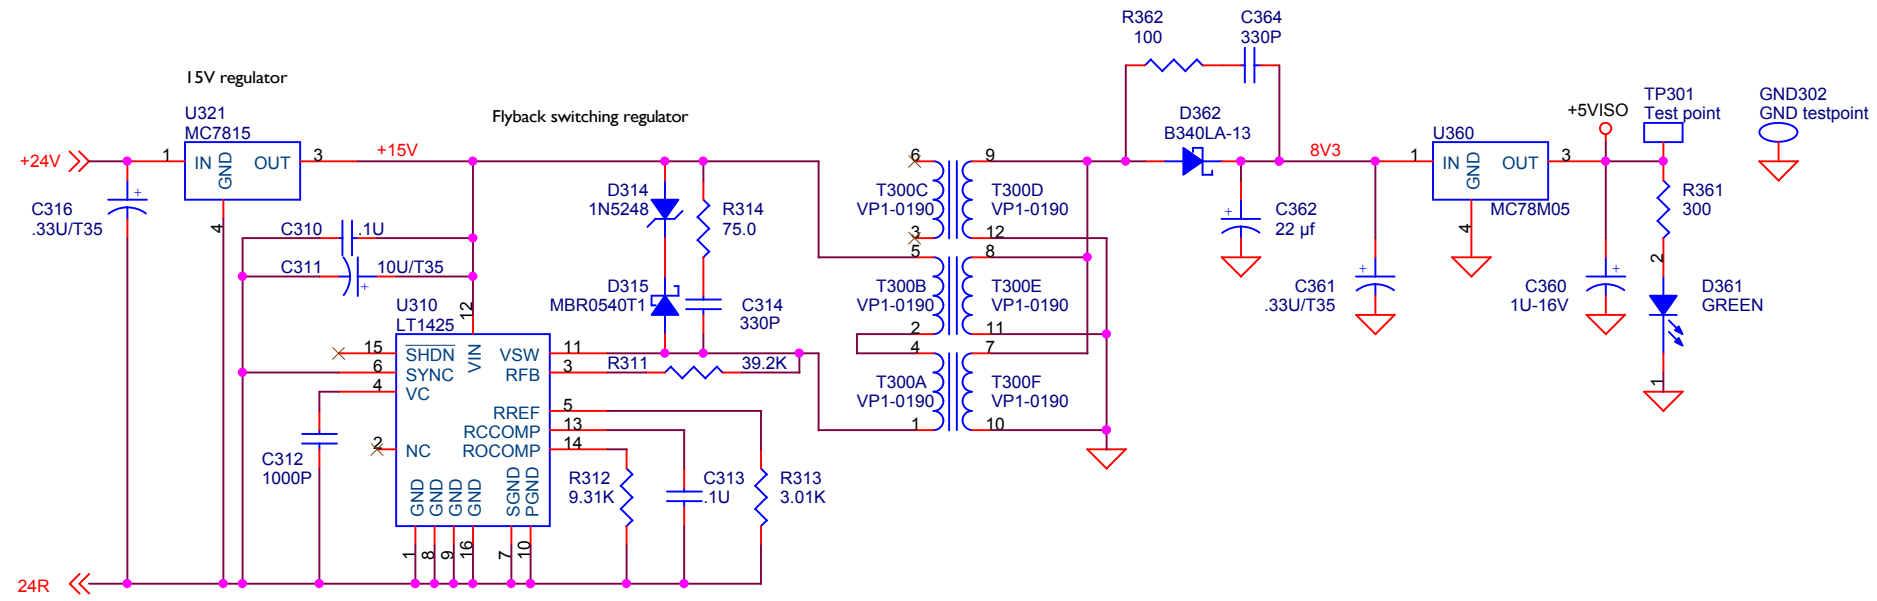 15V regulator
U321
MC7815
1
IN
GND
OUT
3
4
+24V
+15V
C316
+
.33U/T35
24R
Flyback switching regulator
C310
.1U
C311
10U/T35
+
U310
LT1425
12
VIN
15
SHDN
6
SYNC
4
VC
2
NC
VSW
11
RFB
3
RREF
5
RCCOMP
13
ROCOMP
14
GND
GND
GND
GND
SGND
PGND
1
8
9
16
7
10
C312
1000P
D314
1N5248
R314
75.0
D315
MBR0540T1
C314
330P
R311
39.2K
R312
9.31K
C313
.1U
R313
3.01K
6
T300C
VP1-0190
3
5
T300B
VP1-0190
2
4
T300A
VP1-0190
1
9
T300D
VP1-0190
12
8
T300E
VP1-0190
11
7
T300F
VP1-0190
10
R362
100
C364
330P
D362
B340LA-13
+
C362
22 µf
8V3
+
C361
.33U/T35
U360
1
IN
GND
OUT
3
MC78M05
4
+5VISO
TP301
Test point
GND302
GND testpoint
R361
300
+
C360
1U-16V
2
D361
GREEN
1